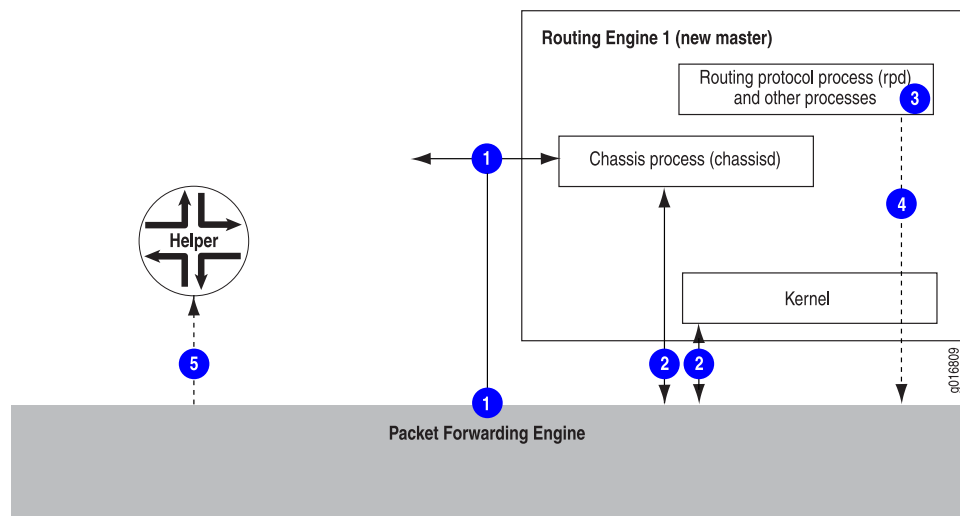 Routing Engine 1 (new master)
Routing protocol process (rpd)
and other processes
3
1
Chassis process (chassisd)
4
Helper
Kernel
5
2
2
g016809
1
Packet Forwarding Engine